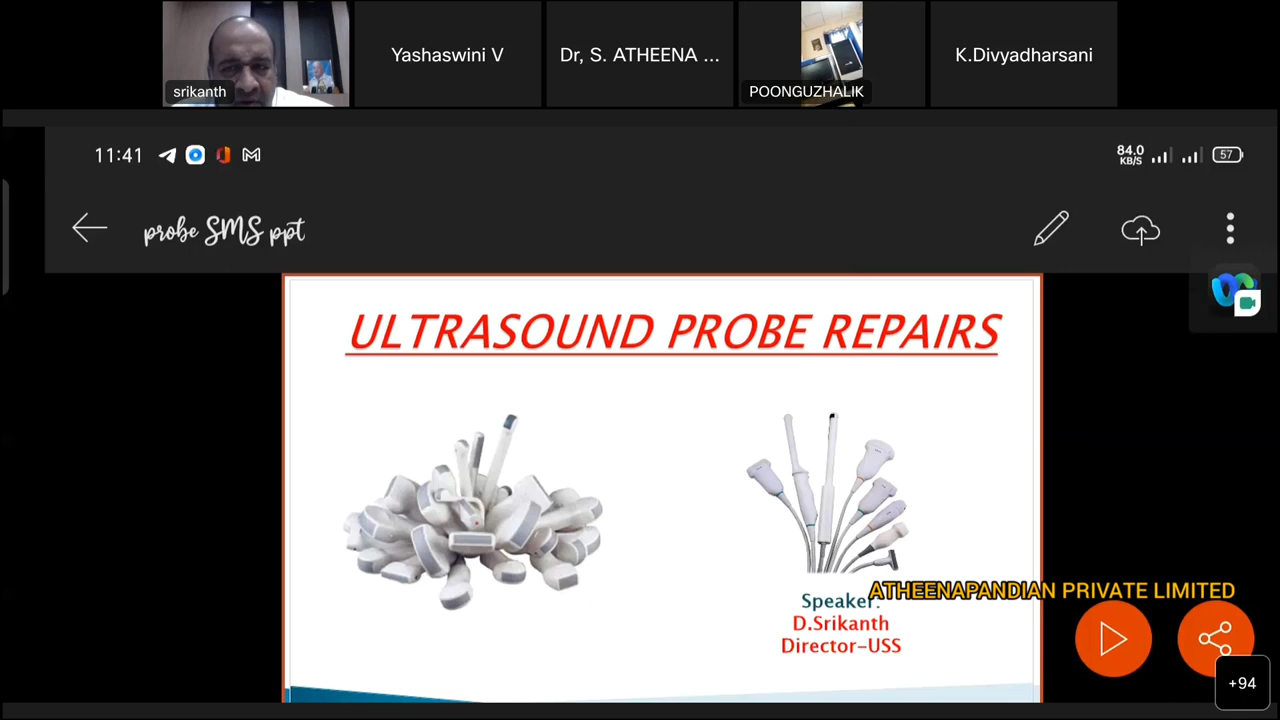 Yashaswini V
Dr, S. ATHEENA ...
K.Divyadharsani
srikanth
POONGUZHALIK
11:41
84.0
KB/S
57
probe SMS ppt
ULTRASOUND PROBE REPAIRS
Speaker:
D.Srikanth
Director-USS
ATHEENAPANDIAN PRIVATE LIMITED
+94